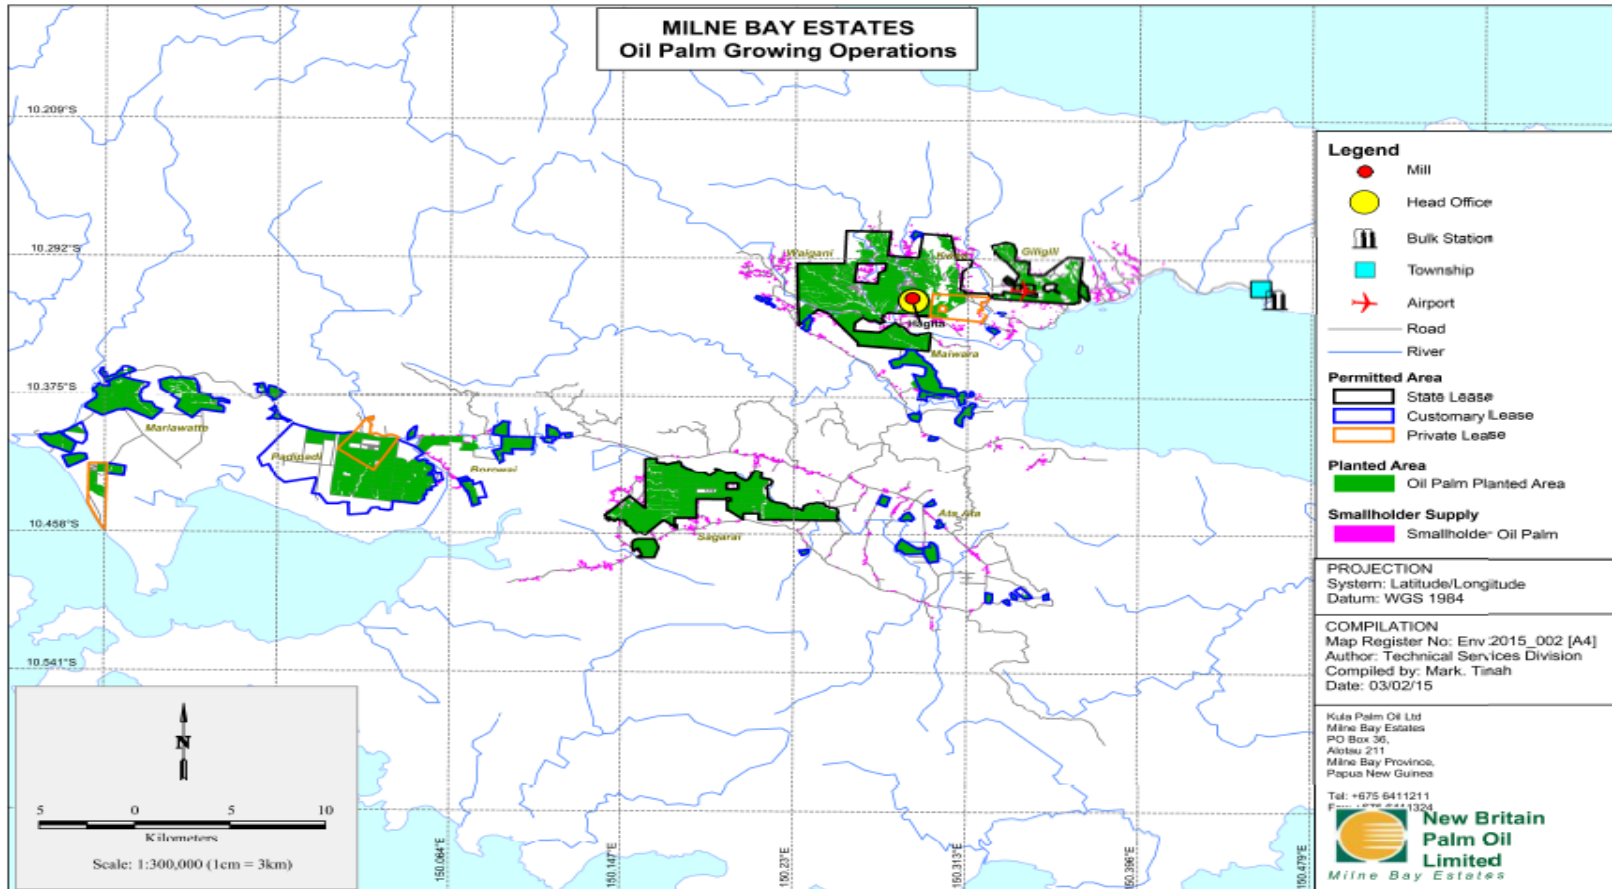 MILNE BAY ESTATES
Oil Palm Growing Operations
10.209°S
10.292°S
10.375°S
10.458°S
10.541°S
Waigani
Giligili
Hagita
Maiwara
Mariawatte
Padipadi
Borowai
Sagarai
Ata Ata
150.064°E
150.147°E
150.23°E
150.313°E
150.396°E
150.479°E
N
5 0 5 10
Kilometers
Scale: 1:300,000 (1cm = 3km)
Legend
Mill
Head Office
Bulk Station
Township
Airport
Road
River
Permitted Area
State Lease
Customary Lease
Private Lease
Planted Area
Oil Palm Planted Area
Smallholder Supply
Smallholder Oil Palm
PROJECTION
System: Latitude/Longitude
Datum: WGS 1984
COMPILATION
Map Register No: Env 2015_002 [A4]
Author: Technical Services Division
Compiled by: Mark. Tinah
Date: 03/02/15
Kula Palm Oil Ltd
Milne Bay Estates
PO Box 36,
Alotau 211
Milne Bay Province,
Papua New Guinea
Tel: +675 6411211
New Britain
Palm Oil
Limited
Milne Bay Estates